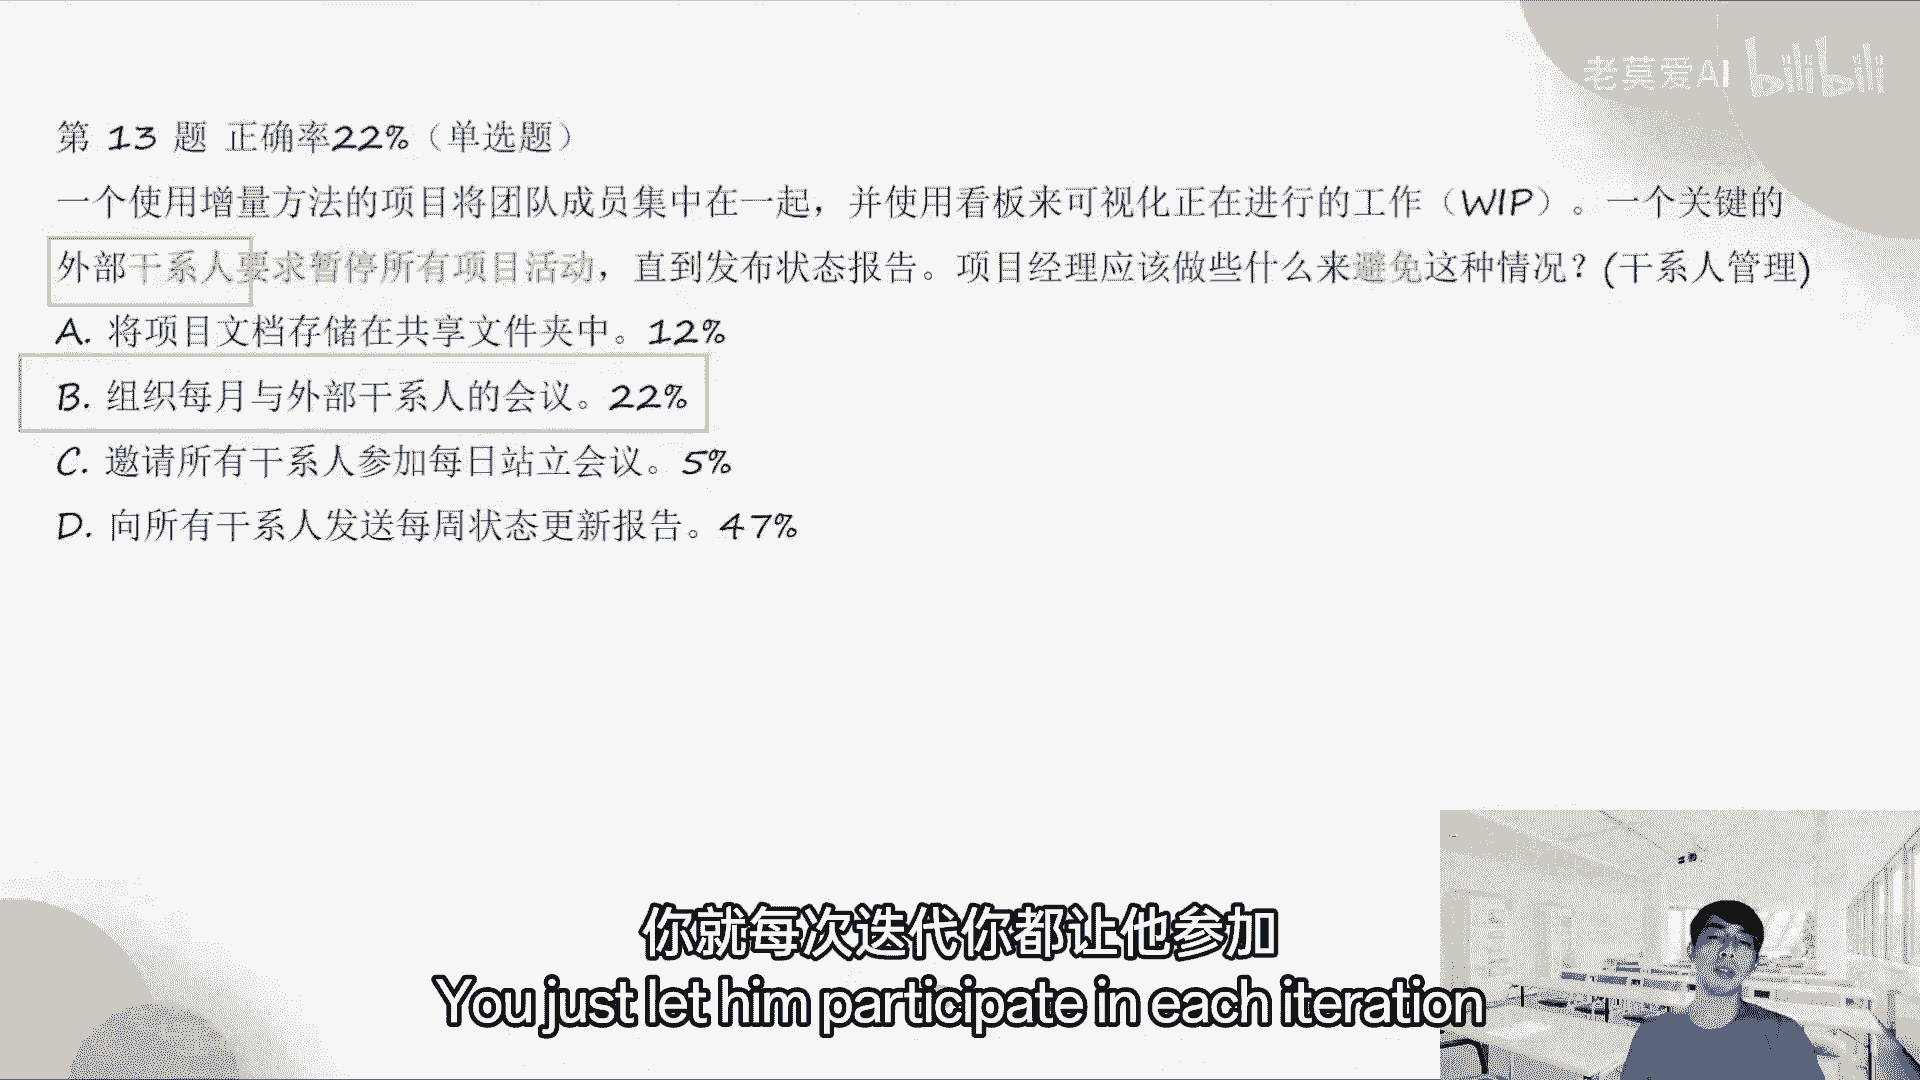 老莫爱AI bilibili
第 13 题 正确率22%（单选题）
一个使用增量方法的项目将团队成员集中在一起，并使用看板来可视化正在进行的工作（WIP）。一个关键的
外部干系人要求暂停所有项目活动，直到发布状态报告。项目经理应该做些什么来避免这种情况？(干系人管理)
A. 将项目文档存储在共享文件夹中。12%
B. 组织每月与外部干系人的会议。22%
C. 邀请所有干系人参加每日站立会议。5%
D. 向所有干系人发送每周状态更新报告。47%
你就每次迭代你都让他参加
You just let him participate in each iteration